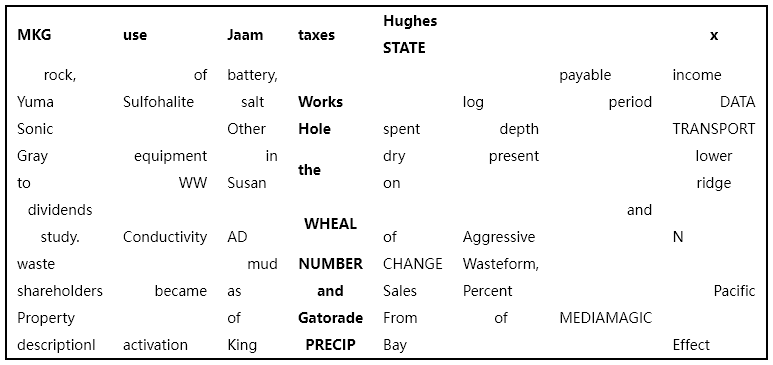 MKG use Jaam taxes Hughes STATE x
rock, of battery, payable income
Yuma Sulfohalite salt Works log period DATA
Sonic Other Hole spent depth TRANSPORT
Gray equipment in the dry present lower
to WW Susan on ridge
dividends WHEAL and
study. Conductivity AD of Aggressive N
waste mud NUMBER CHANGE Wasteform,
shareholders became as and Sales Percent Pacific
Property of Gatorade From of MEDIAMAGIC
descriptionl activation King PRECIP Bay Effect